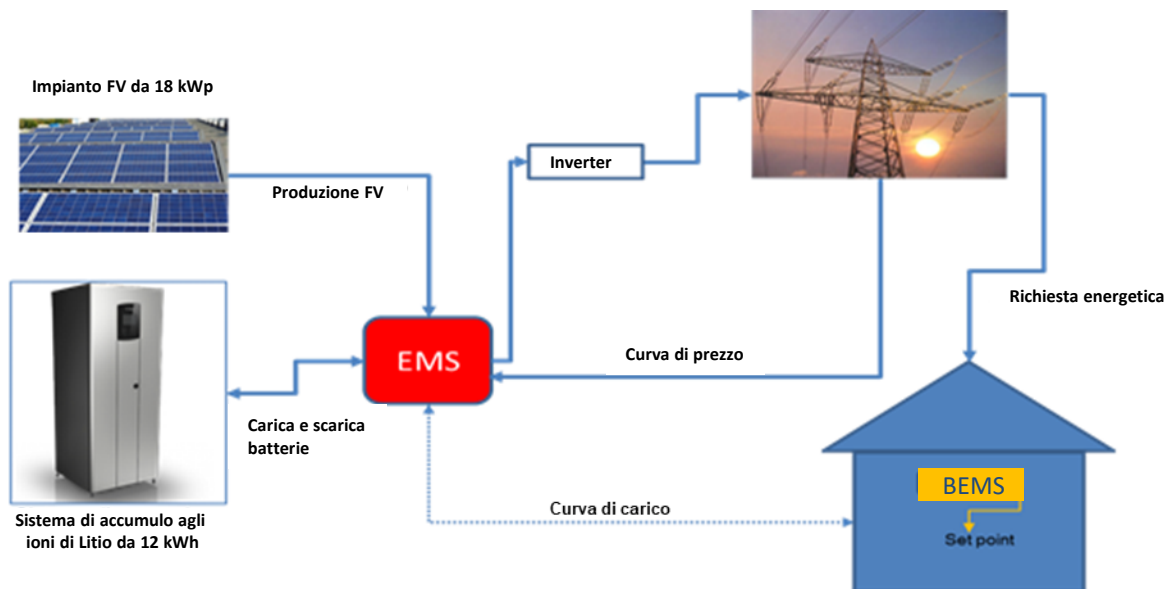 Impianto FV da 18 kWp
Produzione FV
Inverter
Richiesta energetica
EMS
Curva di prezzo
Carica e scarica
batterie
BEMS
Set point
Curva di carico
Sistema di accumulo agli
ioni di Litio da 12 kWh